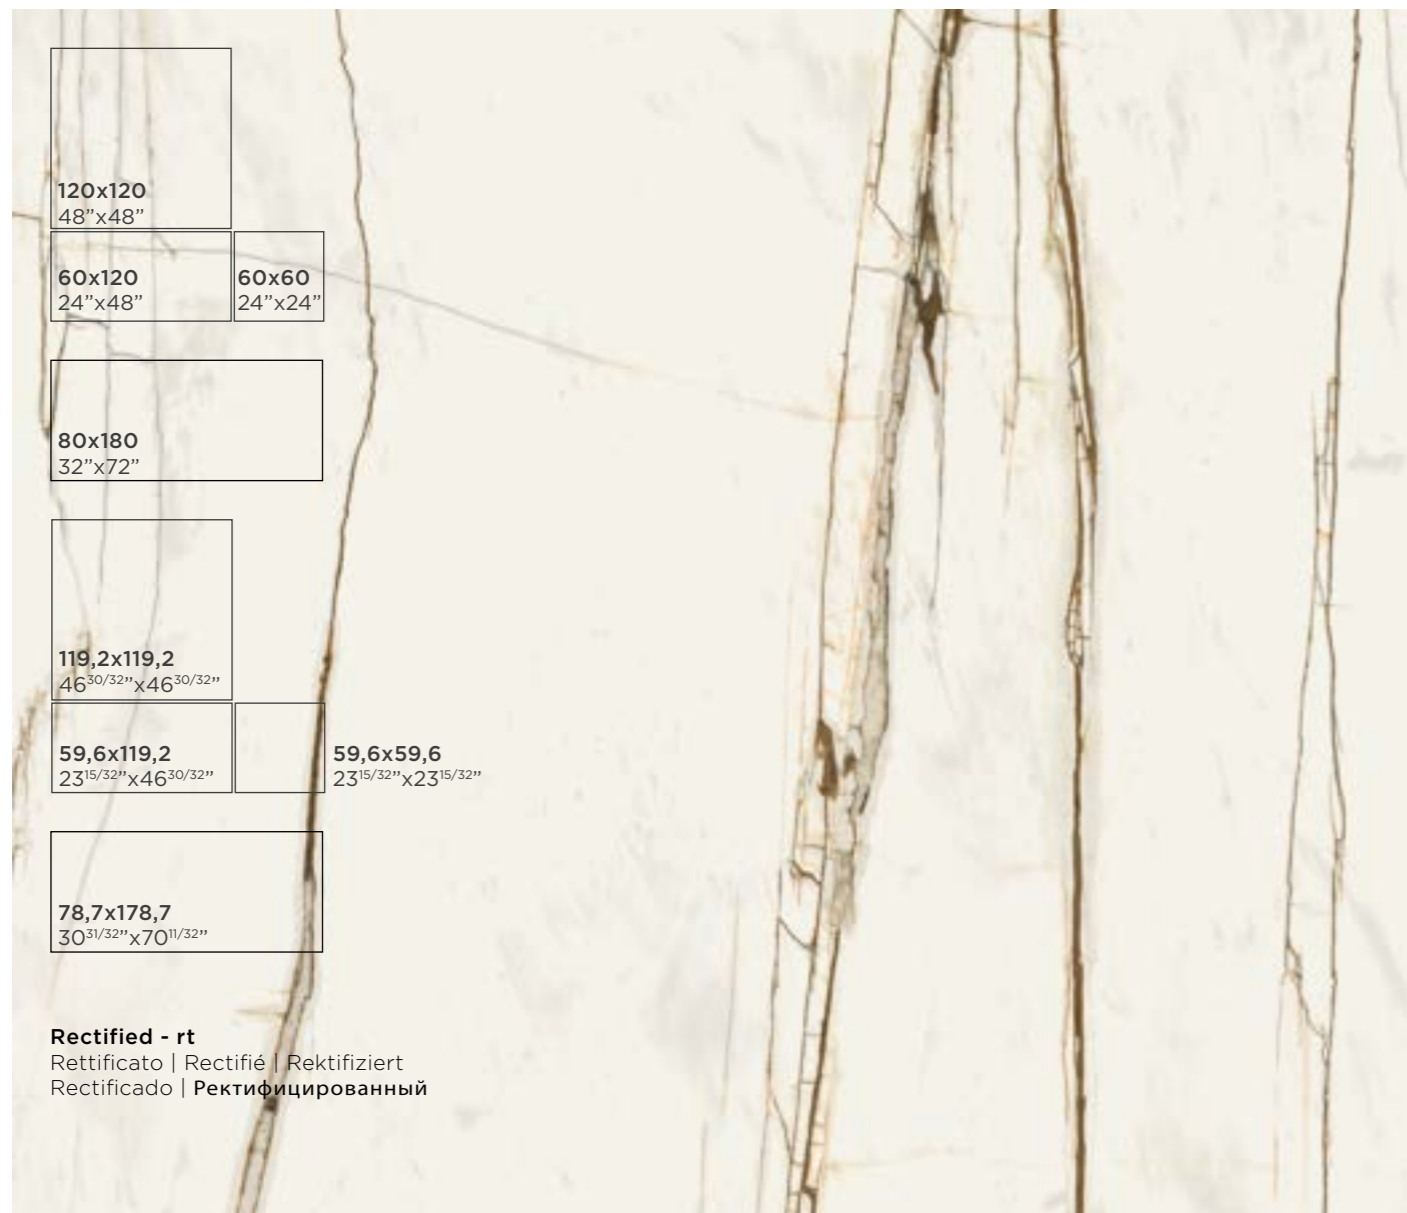 120x120
48”x48”
60x120
24”x48”
60x60
24”x24”
80x180
32”x72”
119,2x119,2
4630/32”x4630/32”
59,6x119,2
2315/32”x4630/32”
59,6x59,6
2315/32”x2315/32”
78,7x178,7
3031/32”x7011/32”
Rectified - rt
Rettificato | Rectifié | Rektifiziert
Rectificado | Ректифицированный